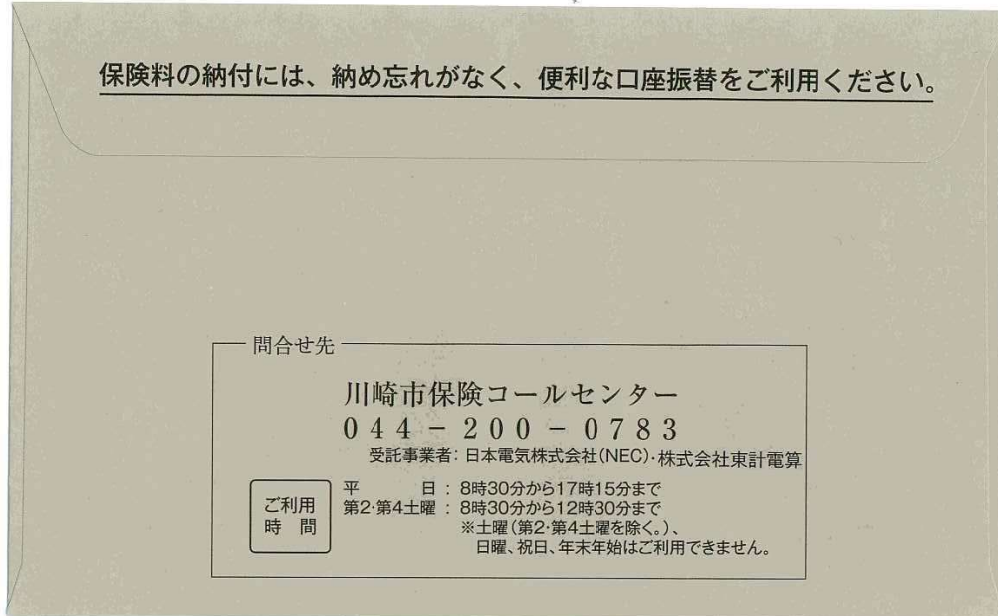 保険料の納付には、納め忘れがなく、便利な口座振替をご利用ください。
問合せ先
川崎市保険コールセンター
044-200-0783
受託事業者:日本電気株式会社(NEC)・株式会社東計電算
ご利用
時間
平日:8時30分から17時15分まで
第2・第4土曜:8時30分から12時30分まで
※土曜(第2・第4土曜を除く。)、
日曜、祝日、年末年始はご利用できません。